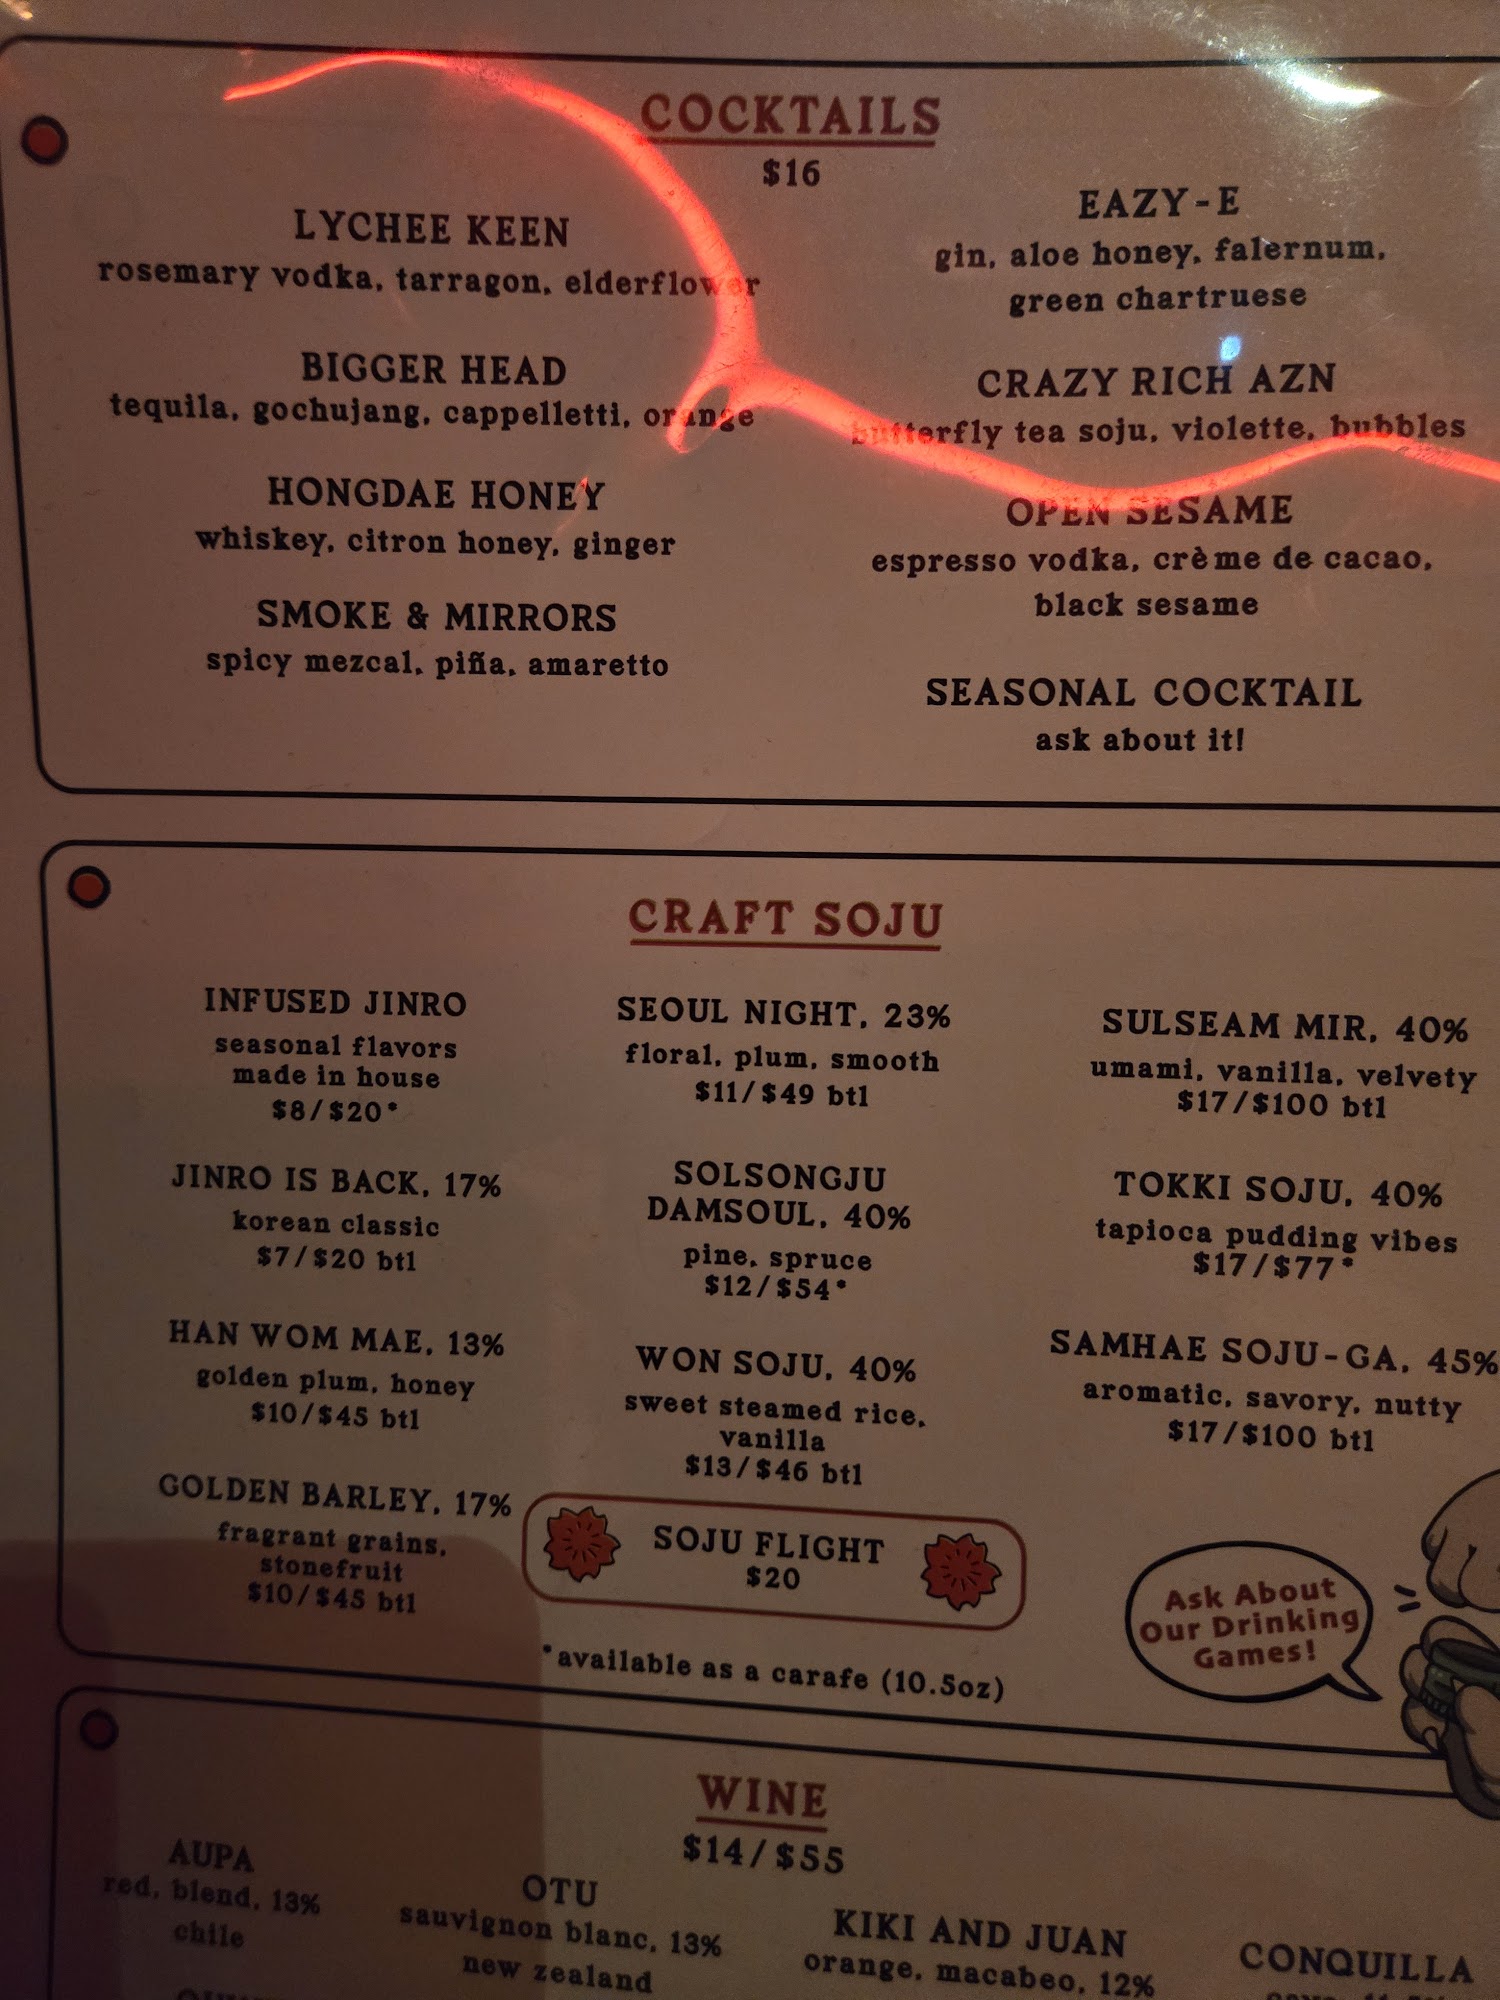 COCKTAILS
$16
LYCHEE KEEN
rosemary vodka, tarragon, elderflower
BIGGER HEAD
tequila, gochujang, cappelletti, orange
HONGDAE HONEY
whiskey, citron honey, ginger
SMOKE & MIRRORS
spicy mezcal, piña, amaretto
EAZY-E
gin, aloe honey, falernum,
green chartruese
CRAZY RICH AZN
butterfly tea soju, violette, bubbles
OPEN SESAME
espresso vodka, crème de cacao,
black sesame
SEASONAL COCKTAIL
ask about it!
CRAFT SOJU
INFUSED JINRO
seasonal flavors
made in house
$8/$20*
JINRO IS BACK, 17%
korean classic
$7/$20 btl
HAN WOM MAE, 13%
golden plum, honey
$10/$45 btl
GOLDEN BARLEY, 17%
fragrant grains,
stonefruit
$10/$45 btl
SEOUL NIGHT, 23%
floral, plum, smooth
$11/$49 btl
SOLSONGJU
DAMSOUL, 40%
pine, spruce
$12/$54*
WON SOJU, 40%
sweet steamed rice,
vanilla
$13/$46 btl
SULSEAM MIR, 40%
umami, vanilla, velvety
$17/$100 btl
TOKKI SOJU, 40%
tapioca pudding vibes
$17/$77*
SAMHAE SOJU-GA, 45%
aromatic, savory, nutty
$17/$100 btl
SOJU FLIGHT
$20
*available as a carafe (10.5oz)
Ask About
Our Drinking
Games!
WINE
$14/$55
AUPA
red, blend, 13%
chile
OTU
sauvignon blanc, 13%
new zealand
KIKI AND JUAN
orange, macabeo, 12%
CONQUILLA